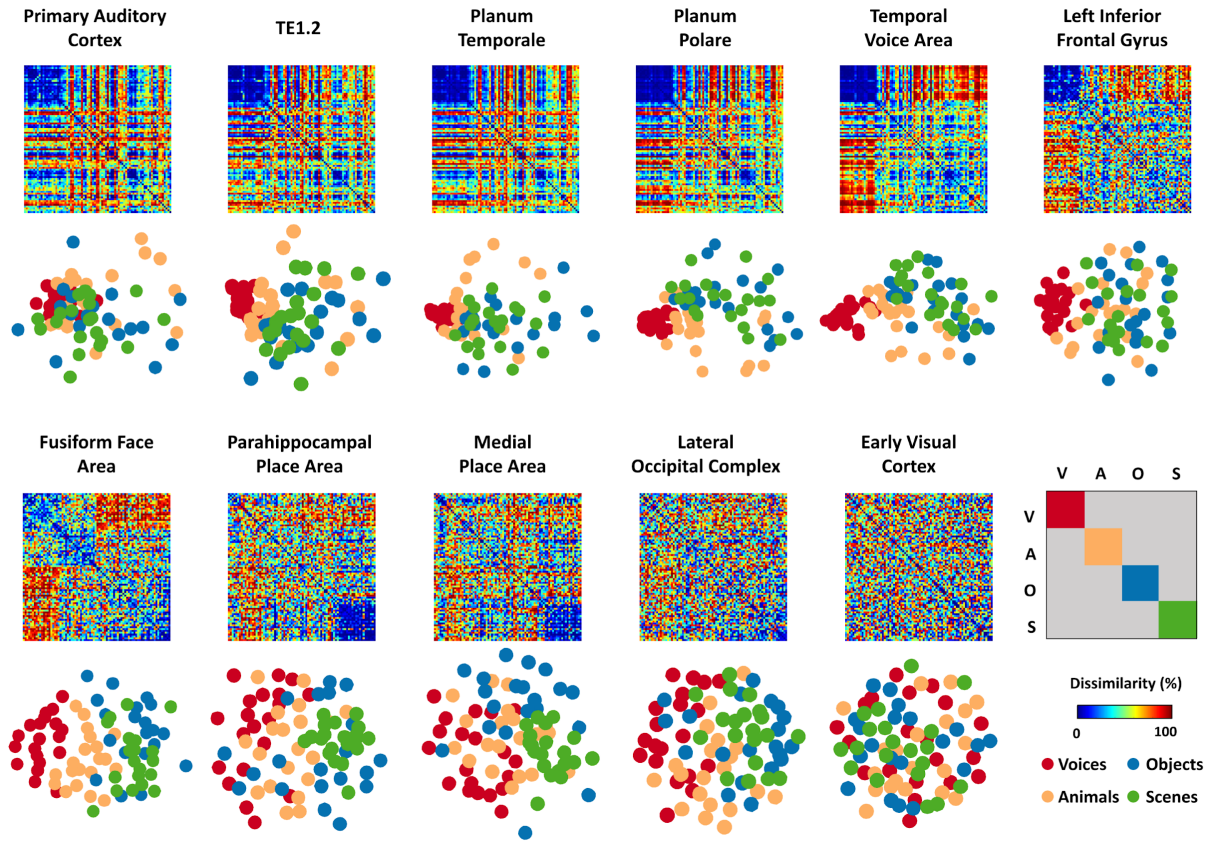 Primary Auditory
Cortex
TE1.2
Planum
Temporale
Planum
Polare
Temporal
Voice Area
Left Inferior
Frontal Gyrus
Fusiform Face
Area
Parahippocampal
Place Area
Medial
Place Area
Lateral
Occipital Complex
Early Visual
Cortex
V A O S
V
A
O
S
Dissimilarity (%)
0 100
Voices Objects
Animals Scenes